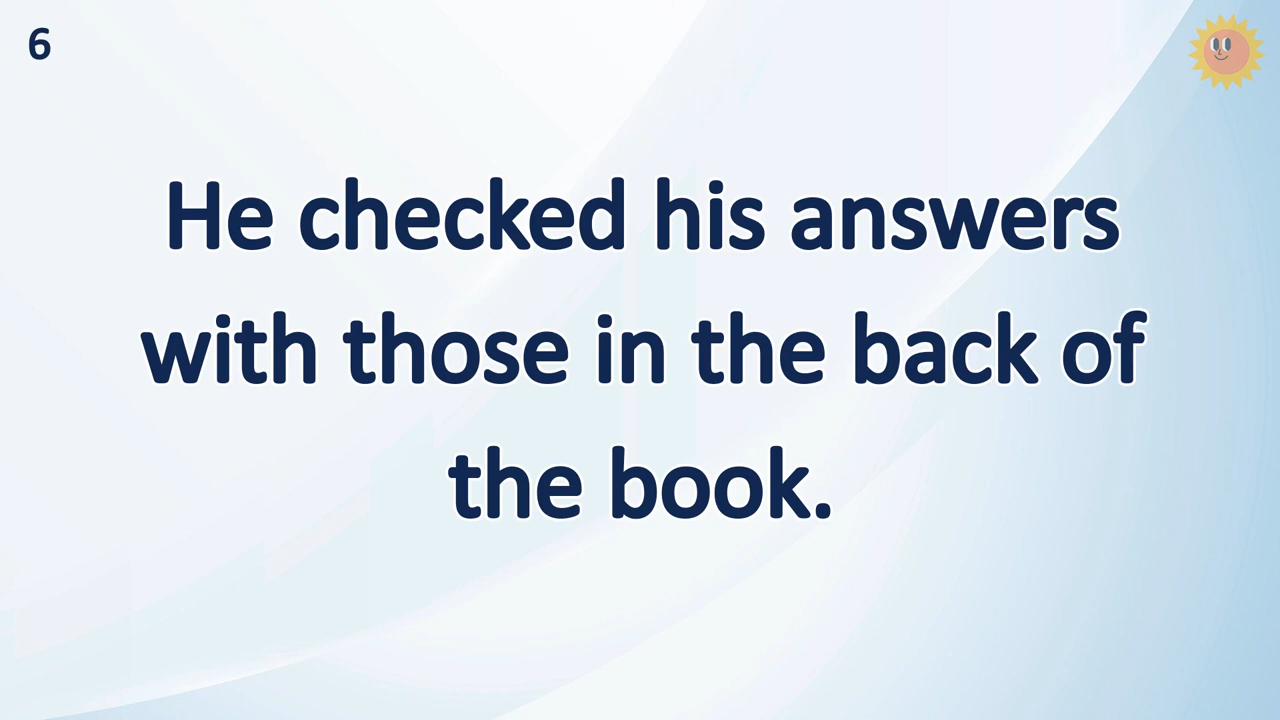 6
He checked his answers
with those in the back of
the book.